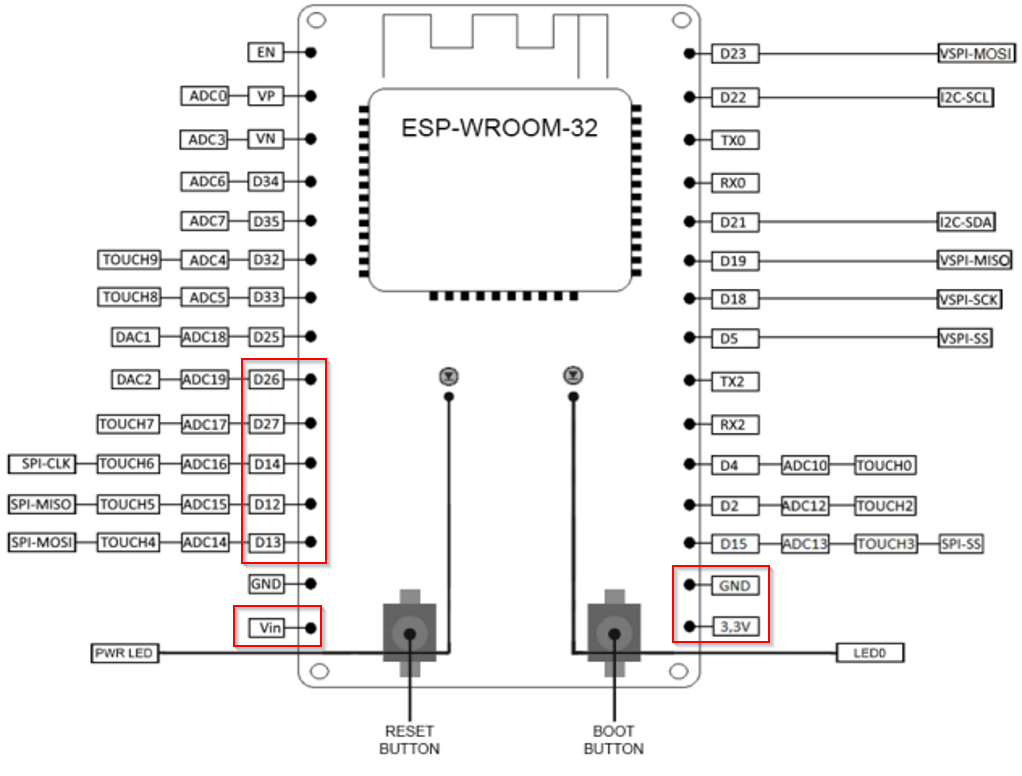 ESP-WROOM-32
EN
ADC0 VP
ADC3 VN
ADC6 D34
ADC7 D35
TOUCH9 ADC4 D32
TOUCH8 ADC5 D33
DAC1 ADC18 D25
DAC2 ADC19 D26
TOUCH7 ADC17 D27
SPI-CLK TOUCH6 ADC16 D14
SPI-MISO TOUCH5 ADC15 D12
SPI-MOSI TOUCH4 ADC14 D13
GND
Vin
PWR LED
D23 VSPI-MOSI
D22 I2C-SCL
TX0
RX0
D21 I2C-SDA
D19 VSPI-MISO
D18 VSPI-SCK
D5 VSPI-SS
TX2
RX2
D4 ADC10 TOUCH0
D2 ADC12 TOUCH2
D15 ADC13 TOUCH3 SPI-SS
GND
3,3V
LED0
RESET
BUTTON
BOOT
BUTTON